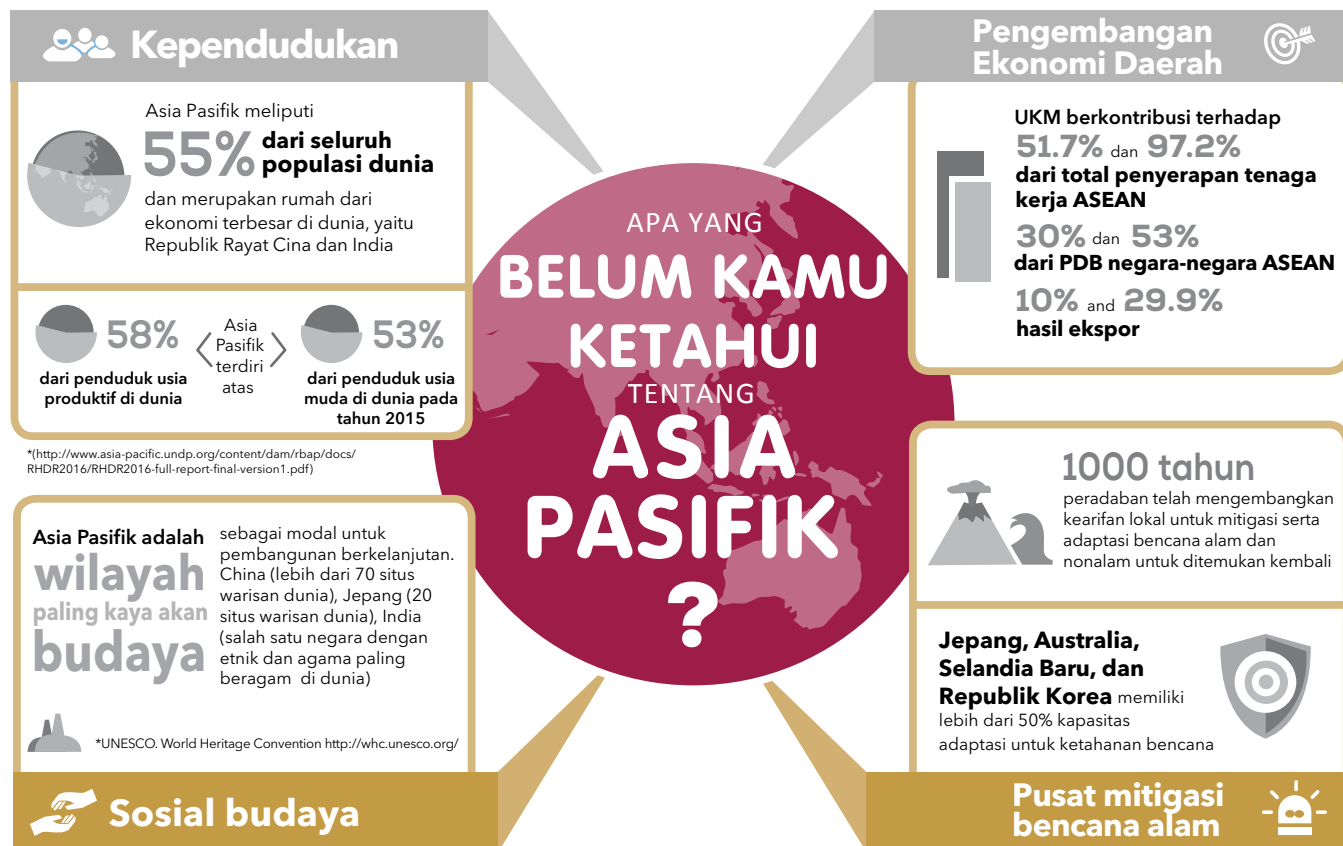 Kependudukan
Asia Pasifik meliputi
55% dari seluruh
populasi dunia
dan merupakan rumah dari
ekonomi terbesar di dunia, yaitu
Republik Rayat Cina dan India
58%
dari penduduk usia
produktif di dunia
Asia
Pasifik
terdiri
atas
53%
dari penduduk usia
muda di dunia pada
tahun 2015
*(http://www.asia-pacific.undp.org/content/dam/rbap/docs/
RHDR2016/RHDR2016-full-report-final-version1.pdf)
APA YANG
BELUM KAMU
KETAHUI
TENTANG
ASIA
PASIFIK
?
Pengembangan
Ekonomi Daerah
UKM berkontribusi terhadap
51.7% dan 97.2%
dari total penyerapan tenaga
kerja ASEAN
30% dan 53%
dari PDB negara-negara ASEAN
10% and 29.9%
hasil ekspor
Asia Pasifik adalah
wilayah
paling kaya akan
budaya
sebagai modal untuk
pembangunan berkelanjutan.
China (lebih dari 70 situs
warisan dunia), Jepang (20
situs warisan dunia), India
(salah satu negara dengan
etnik dan agama paling
beragam di dunia)
*UNESCO. World Heritage Convention http://whc.unesco.org/
Sosial budaya
1000 tahun
peradaban telah mengembangkan
kearifan lokal untuk mitigasi serta
adaptasi bencana alam dan
nonalam untuk ditemukan kembali
Jepang, Australia,
Selandia Baru, dan
Republik Korea memiliki
lebih dari 50% kapasitas
adaptasi untuk ketahanan bencana
Pusat mitigasi
bencana alam